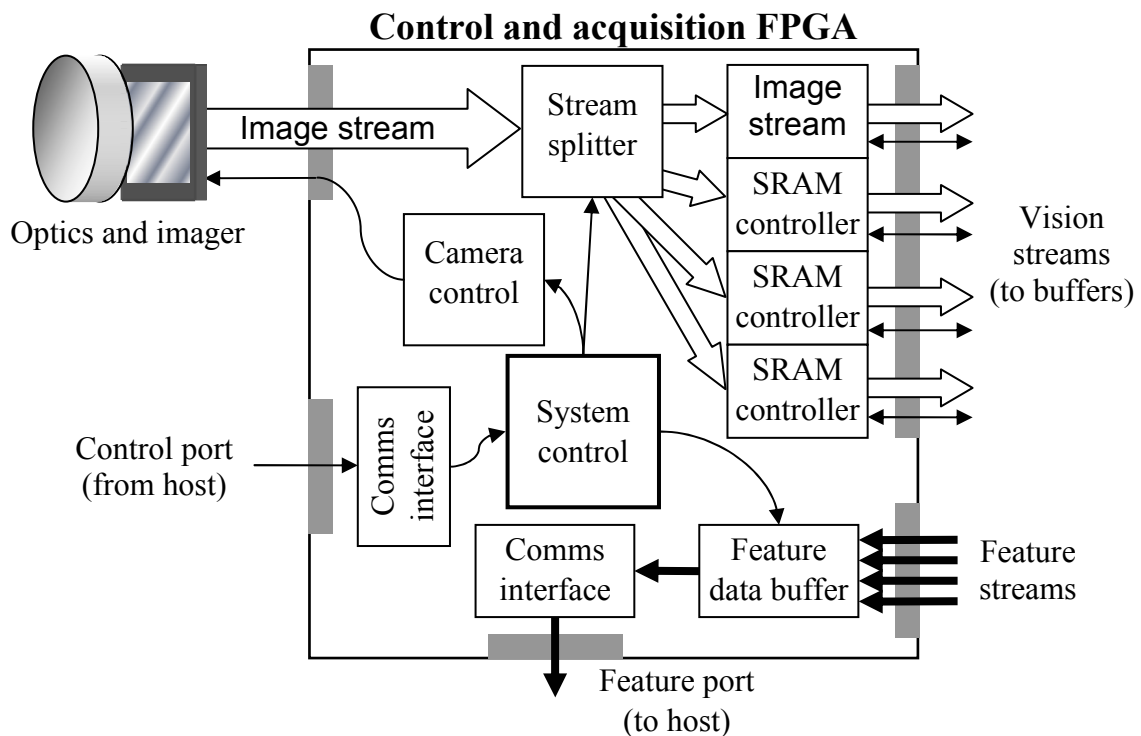 Control and acquisition FPGA
Image stream
Optics and imager
Stream
splitter
Image
stream
SRAM
controller
SRAM
controller
SRAM
controller
Vision
streams
(to buffers)
Camera
control
System
control
Control port
(from host)
Comms
interface
Comms
interface
Feature
data buffer
Feature
streams
Feature port
(to host)